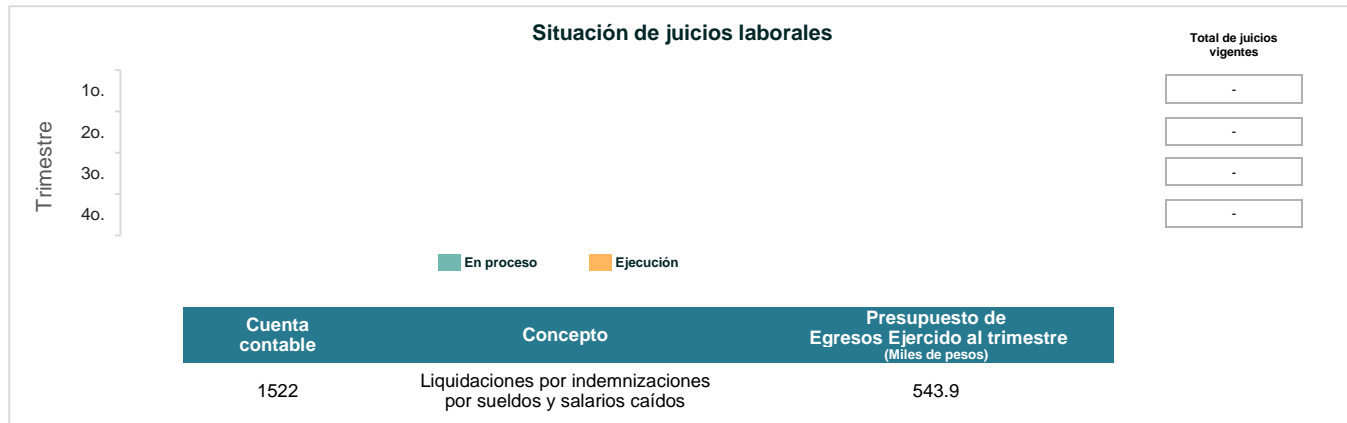 Situación de juicios laborales
Total de juicios
vigentes
Trimestre
1o.
-
2o.
-
3o.
-
4o.
-
En proceso
Ejecución
Cuenta
contable
Concepto
Presupuesto de
Egresos Ejercido al trimestre
(Miles de pesos)
1522
Liquidaciones por indemnizaciones
por sueldos y salarios caídos
543.9